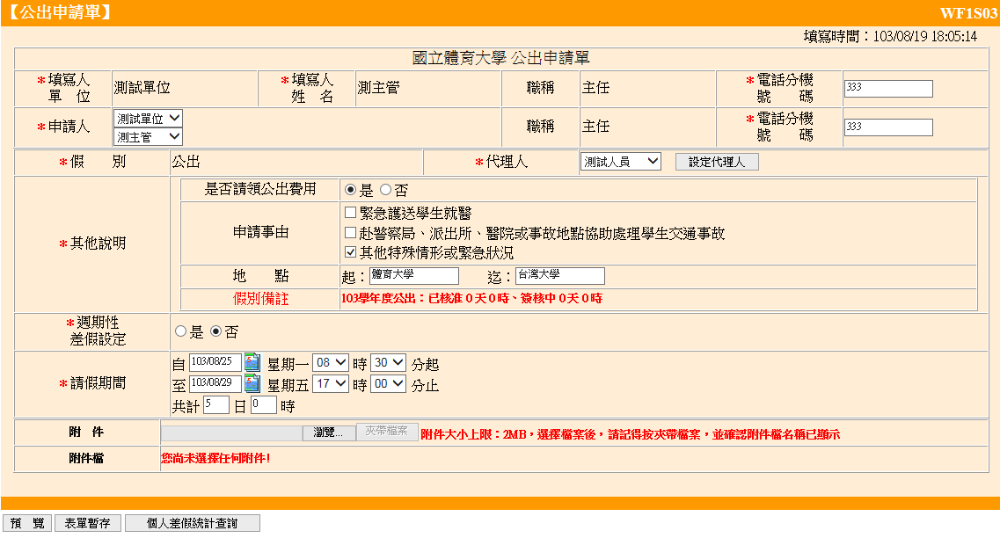 【公出申請單】 WF1S03
填寫時間：103/08/19 18:05:14
國立體育大學 公出申請單
*填寫人單 位 測試單位 *填寫人姓 名 測主管 職稱 主任 *電話分機號 碼 333
*申請人 測試單位 測主管 職稱 主任 *電話分機號 碼 333
*假 別 公出 *代理人 測試人員 設定代理人
*其他說明
是否請領公出費用 是 否
申請事由
緊急護送學生就醫
赴警察局、派出所、醫院或事故地點協助處理學生交通事故
其他特殊情形或緊急狀況
地 點 起：體育大學 迄：台灣大學
假別備註 103學年度公出：已核准 0 天 0 時、簽核中 0 天 0 時
*週期性差假設定 是 否
*請假期間
自 103/08/25 星期一 08 時 30 分起
至 103/08/29 星期五 17 時 00 分止
共計 5 日 0 時
附 件 瀏覽... 夾帶檔案 附件大小上限：2MB，選擇檔案後，請記得按夾帶檔案，並確認附件檔名稱已顯示
附件檔 您尚未選擇任何附件!
預 覽 表單暫存 個人差假統計查詢